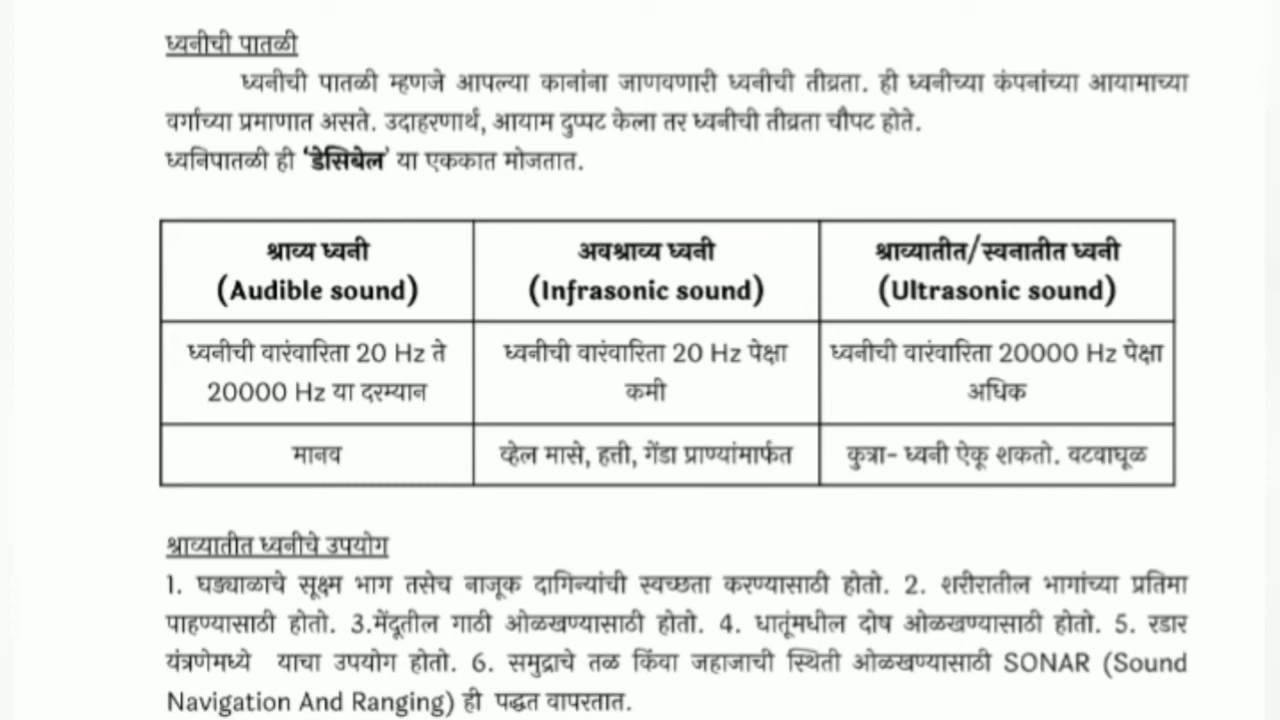 ध्वनीची पातळी
ध्वनीची पातळी म्हणजे आपल्या कानांना जाणवणारी ध्वनीची तीव्रता. ही ध्वनीच्या कंपनांच्या आयामाच्या
वर्गाच्या प्रमाणात असते. उदाहरणार्थ, आयाम दुप्पट केला तर ध्वनीची तीव्रता चौपट होते.
ध्वनिपातळी ही ‘डेसिबेल’ या एककात मोजतात.
श्राव्य ध्वनी
(Audible sound)
अवश्राव्य ध्वनी
(Infrasonic sound)
श्राव्यातीत/स्वनातीत ध्वनी
(Ultrasonic sound)
ध्वनीची वारंवारिता 20 Hz ते
20000 Hz या दरम्यान
ध्वनीची वारंवारिता 20 Hz पेक्षा
कमी
ध्वनीची वारंवारिता 20000 Hz पेक्षा
अधिक
मानव
व्हेल मासे, हत्ती, गेंडा प्राण्यांमार्फत
कुत्रा- ध्वनी ऐकू शकतो. वटवाघूळ
श्राव्यातीत ध्वनीचे उपयोग
1. घड्याळाचे सूक्ष्म भाग तसेच नाजूक दागिन्यांची स्वच्छता करण्यासाठी होतो. 2. शरीरातील भागांच्या प्रतिमा
पाहण्यासाठी होतो. 3.मेंदूतील गाठी ओळखण्यासाठी होतो. 4. धातूंमधील दोष ओळखण्यासाठी होतो. 5. रडार
यंत्रणेमध्ये याचा उपयोग होतो. 6. समुद्राचे तळ किंवा जहाजाची स्थिती ओळखण्यासाठी SONAR (Sound
Navigation And Ranging) ही पद्धत वापरतात.